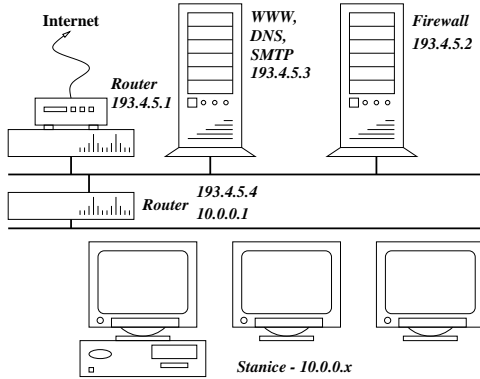 Internet
Router
193.4.5.1
WWW,
DNS,
SMTP
193.4.5.3
Firewall
193.4.5.2
Router
193.4.5.4
10.0.0.1
Stanice - 10.0.0.x